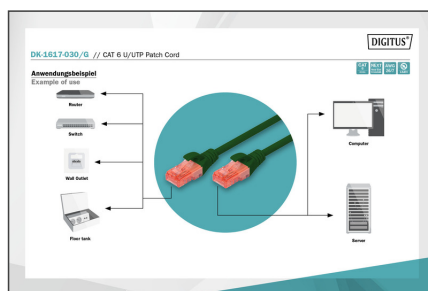 DIGITUS®
DK-1617-030/G // CAT 6 U/UTP Patch Cord
Anwendungsbeispiel
Example of use
Router
Switch
Wall Outlet
Floor tank
Computer
Server